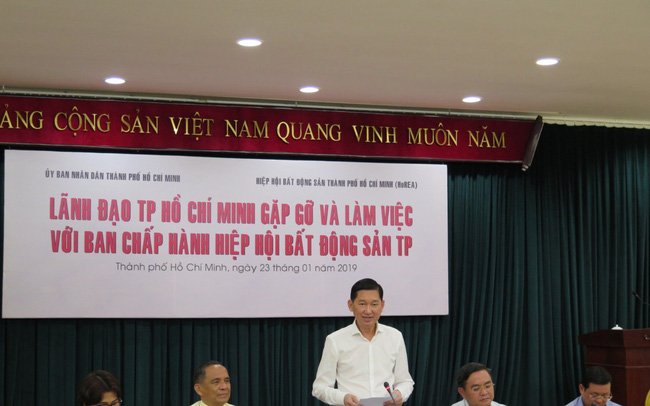 ẢNG CỘNG SẢN VIỆT NAM QUANG VINH MUÔN NĂM
ỦY BAN NHÂN DÂN THÀNH PHỐ HỒ CHÍ MINH
HIỆP HỘI BẤT ĐỘNG SẢN THÀNH PHỐ HỒ CHÍ MINH (HoREA)
LÃNH ĐẠO TP HỒ CHÍ MINH GẶP GỠ VÀ LÀM VIỆC
VỚI BAN CHẤP HÀNH HIỆP HỘI BẤT ĐỘNG SẢN TP
Thành phố Hồ Chí Minh, ngày 23 tháng 01 năm 2019